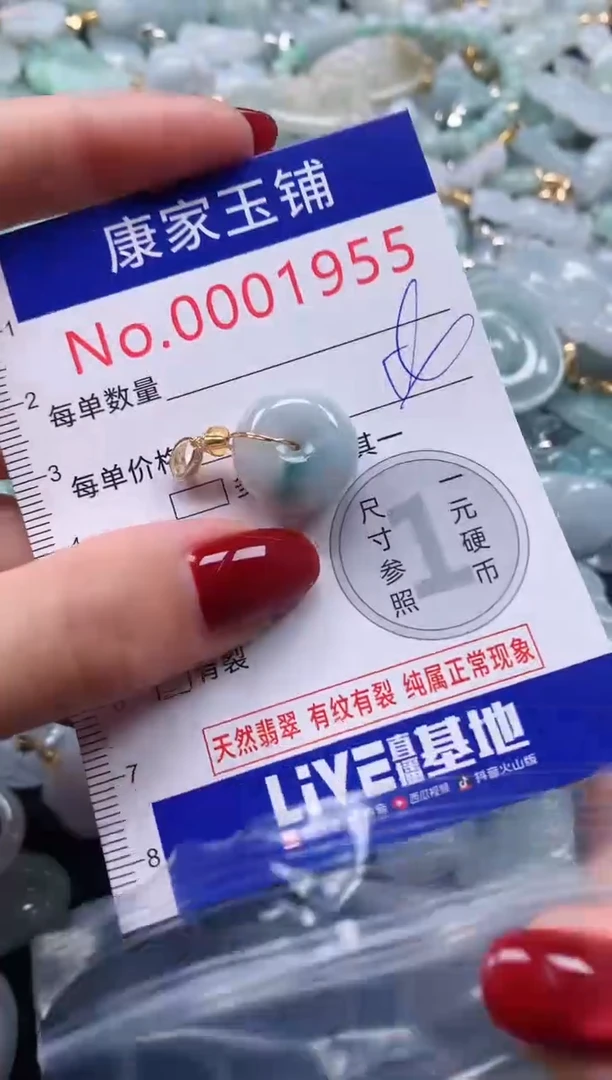 康家玉铺
No.0001955
每单数量
每单价格
其一
一元硬币
1
尺寸参照
有裂
天然翡翠 有纹有裂 纯属正常现象
LiVE直播基地
西瓜视频 抖音火山版
1
2
3
4
7
8